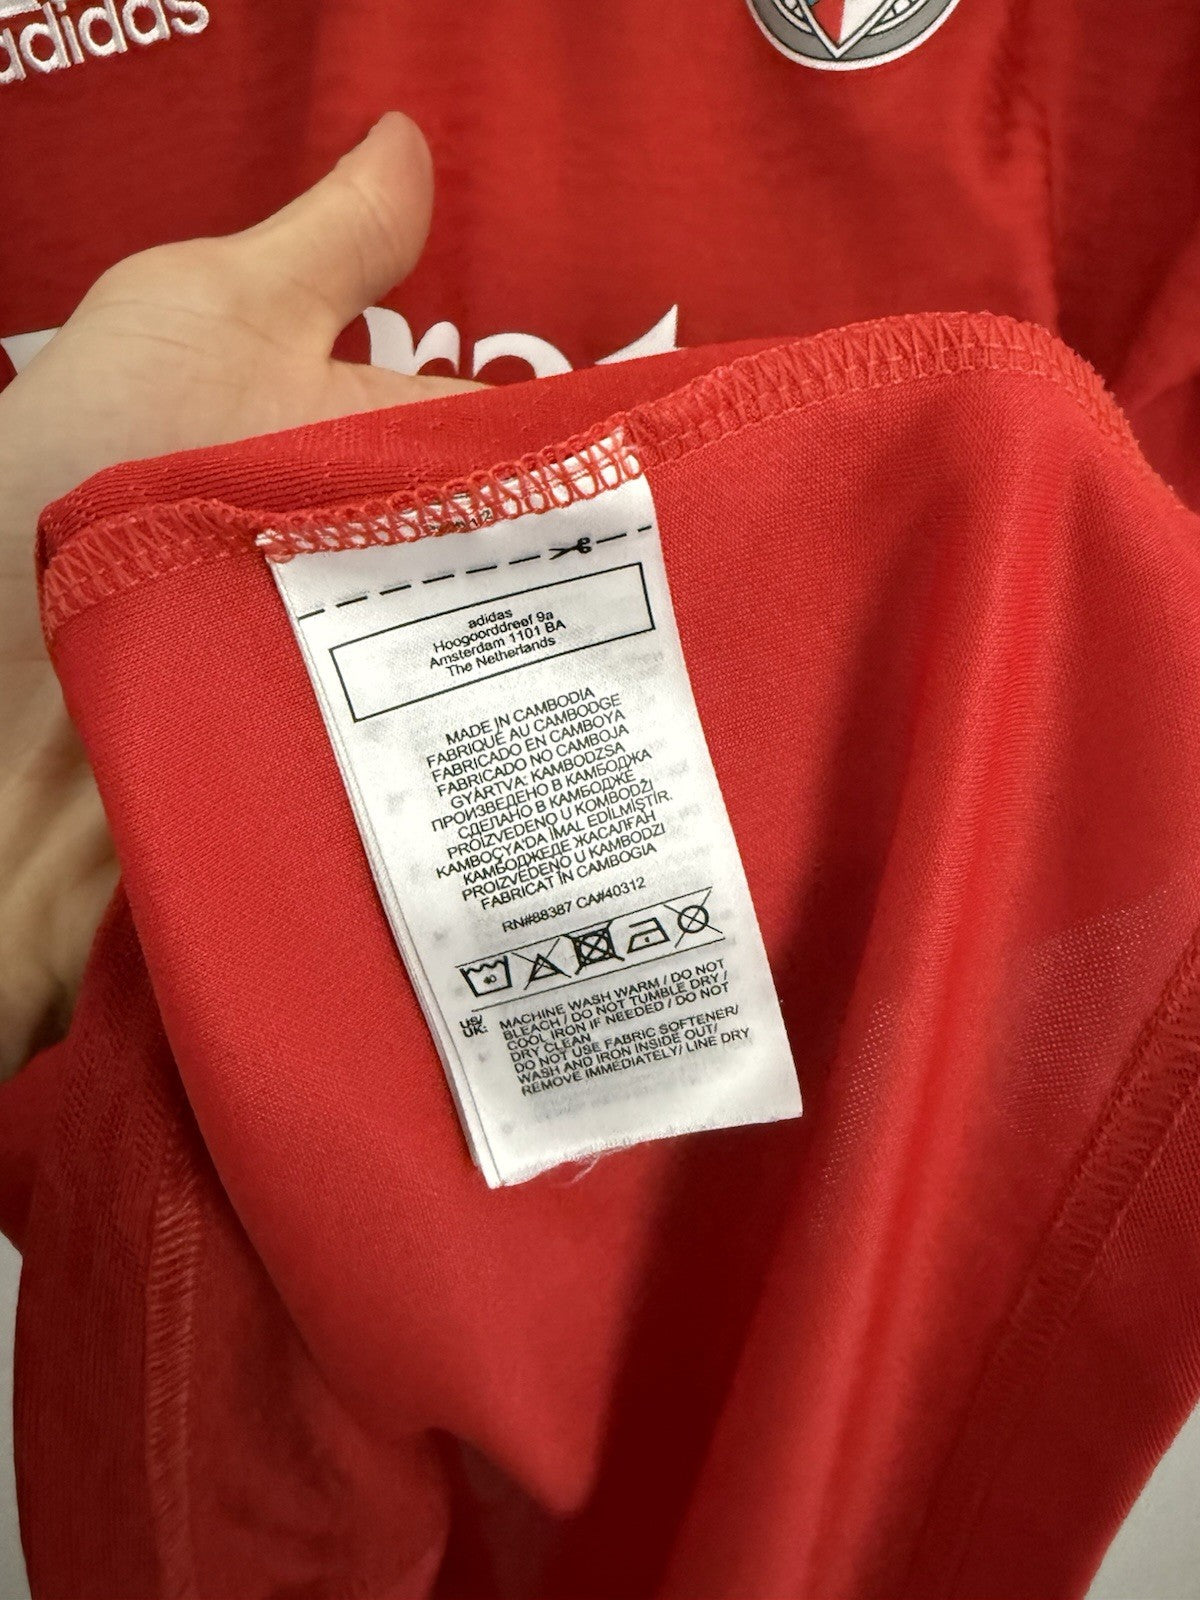 adidas
adidas
Hoogoorddreef 9a
Amsterdam 1101 BA
The Netherlands
MADE IN CAMBODIA
FABRIQUÉ AU CAMBODGE
FABRICADO EN CAMBOYA
FABRICADO NO CAMBOJA
GYÁRTVA: KAMBODZSA
ПРОИЗВЕДЕНО В КАМБОДЖА
СДЕЛАНО В КАМБОДЖЕ
PROIZVEDENO U KOMBODŽI
KAMBOÇYA'DA İMAL EDİLMİŞTİR.
КАМБОДЖЕДЕ ЖАСАЛҒАН
PROIZVEDENO U KAMBODZI
FABRICAT ÎN CAMBOGIA
RN#88387 CA#40312
40
US/
UK:
MACHINE WASH WARM / DO NOT
BLEACH / DO NOT TUMBLE DRY /
COOL IRON IF NEEDED / DO NOT
DRY CLEAN
DO NOT USE FABRIC SOFTENER/
WASH AND IRON INSIDE OUT/
REMOVE IMMEDIATELY/ LINE DRY